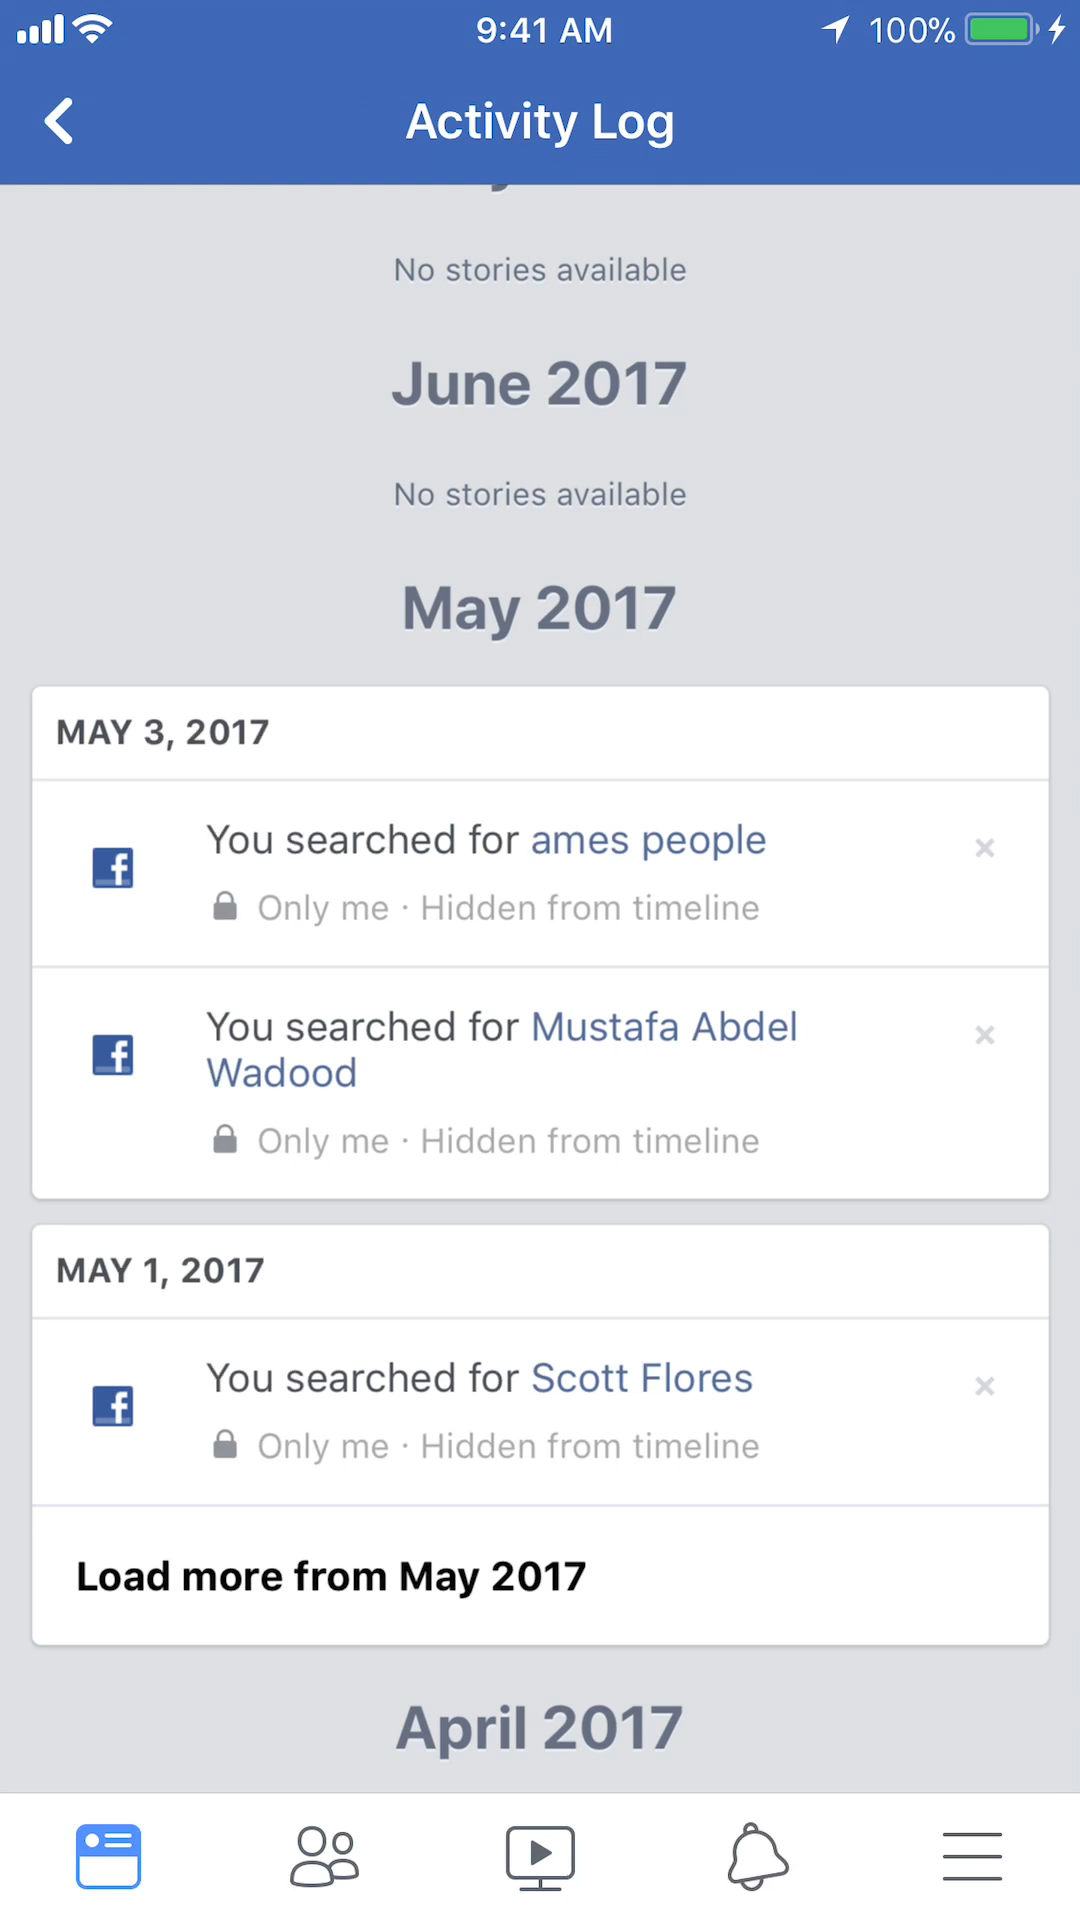 9:41 AM
100%
Activity Log
No stories available
June 2017
No stories available
May 2017
MAY 3, 2017
You searched for ames people
Only me · Hidden from timeline
You searched for Mustafa Abdel
Wadood
Only me · Hidden from timeline
MAY 1, 2017
You searched for Scott Flores
Only me · Hidden from timeline
Load more from May 2017
April 2017